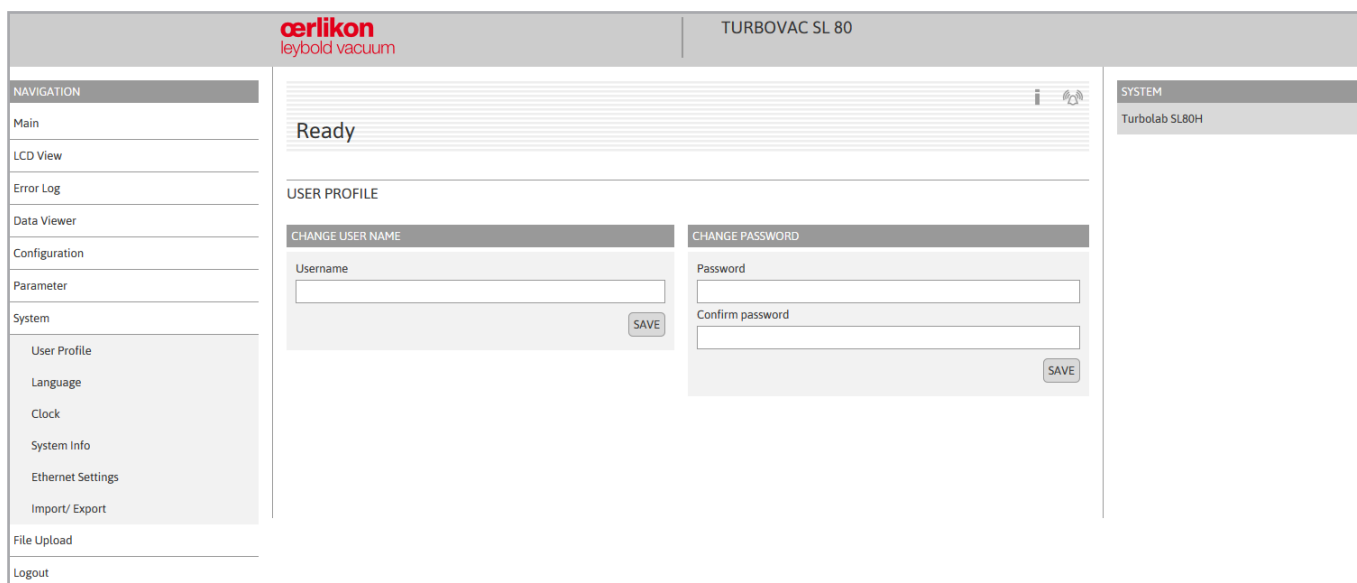 œrlikon
leybold vacuum
TURBOVAC SL 80
NAVIGATION
Main
LCD View
Error Log
Data Viewer
Configuration
Parameter
System
User Profile
Language
Clock
System Info
Ethernet Settings
Import/ Export
File Upload
Logout
i
Ready
USER PROFILE
CHANGE USER NAME
Username
SAVE
CHANGE PASSWORD
Password
Confirm password
SAVE
SYSTEM
Turbolab SL80H